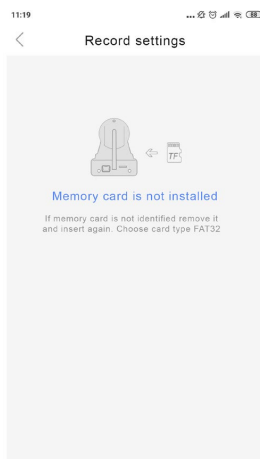 11:19
88
Record settings
TF
Memory card is not installed
If memory card is not identified remove it
and insert again. Choose card type FAT32